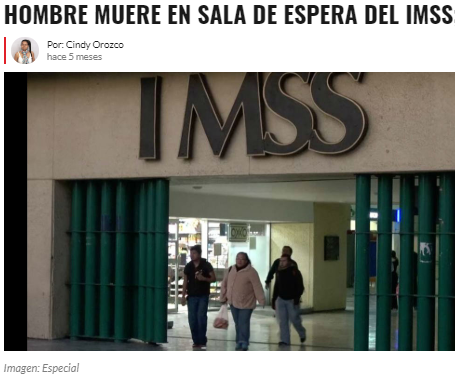 HOMBRE MUERE EN SALA DE ESPERA DEL IMSS
Por: Cindy Orozco
hace 5 meses
IMSS
Imagen: Especial